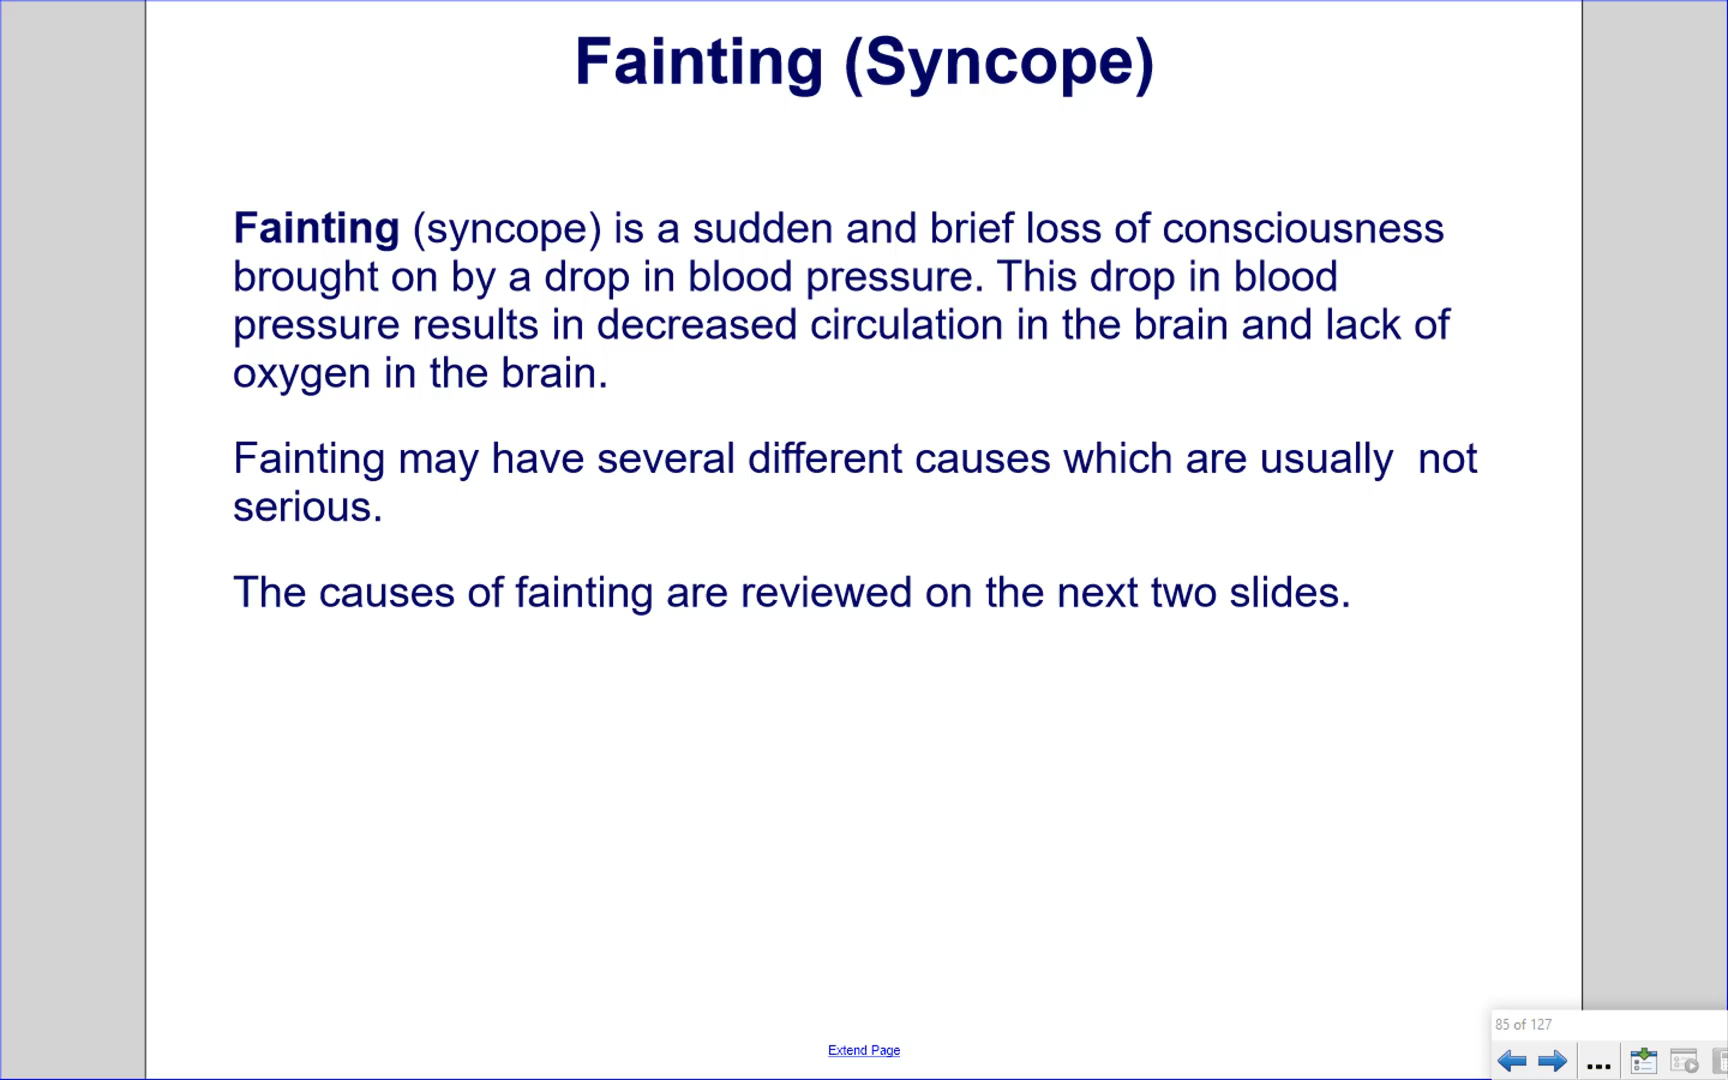 Fainting (Syncope)
Fainting (syncope) is a sudden and brief loss of consciousness
brought on by a drop in blood pressure. This drop in blood
pressure results in decreased circulation in the brain and lack of
oxygen in the brain.
Fainting may have several different causes which are usually  not
serious.
The causes of fainting are reviewed on the next two slides.
85 of 127
Extend Page